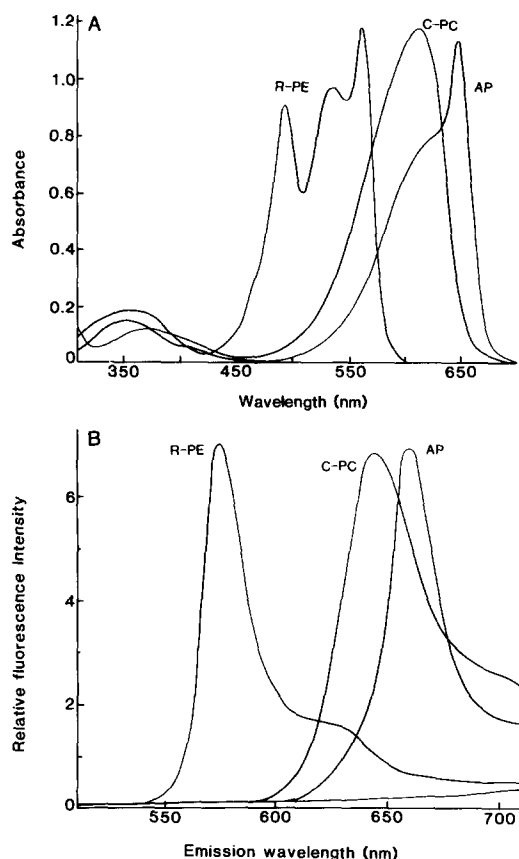 A
C-PC
R-PE
AP
1.2
1.0
0.8
0.6
0.4
0.2
0
Absorbance
350
450
550
650
Wavelength (nm)
B
R-PE
C-PC
AP
6
4
2
0
Relative fluorescence intensity
550
600
650
700
Emission wavelength (nm)